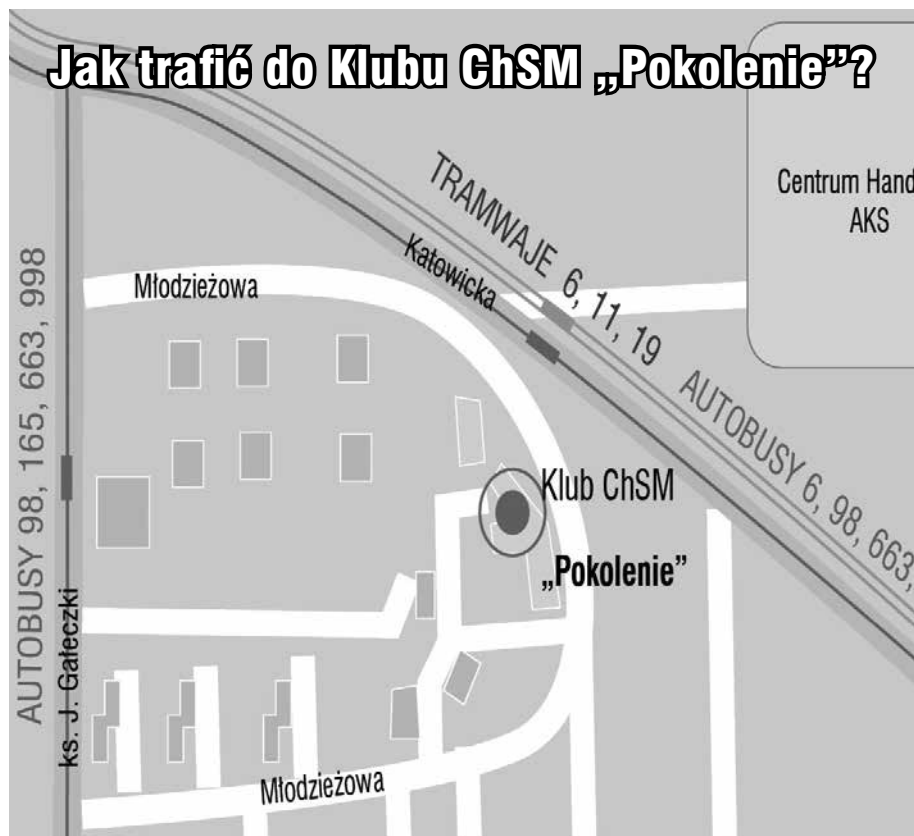 Jak trafić do Klubu ChSM „Pokolenie”?
Centrum Hand
AKS
TRAMWAJE 6, 11, 19
Katowicka
Młodzieżowa
AUTOBUSY 98, 165, 663, 998
AUTOBUSY 6, 98, 663,
Klub ChSM
„Pokolenie”
ks. J. Gałeczki
Młodzieżowa